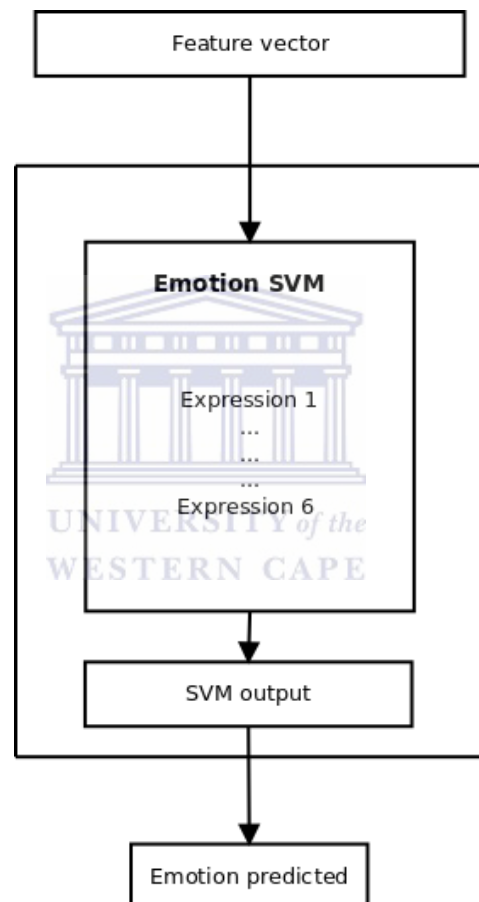 Feature vector
Emotion SVM
Expression 1
...
...
...
Expression 6
UNIVERSITY of the
WESTERN CAPE
SVM output
Emotion predicted